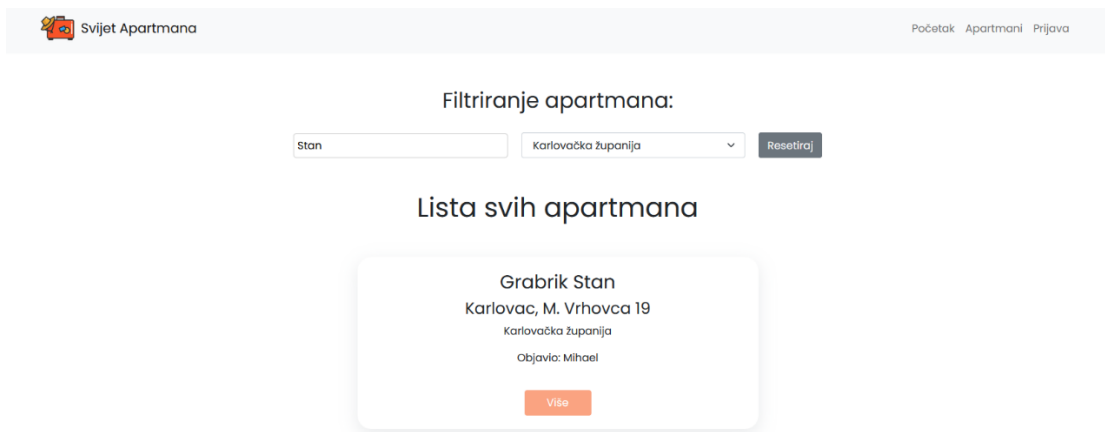 Svijet Apartmana
Početak Apartmani Prijava
Filtriranje apartmana:
Stan
Karlovačka županija
Resetiraj
Lista svih apartmana
Grabrik Stan
Karlovac, M. Vrhovca 19
Karlovačka županija
Objavio: Mihael
Više